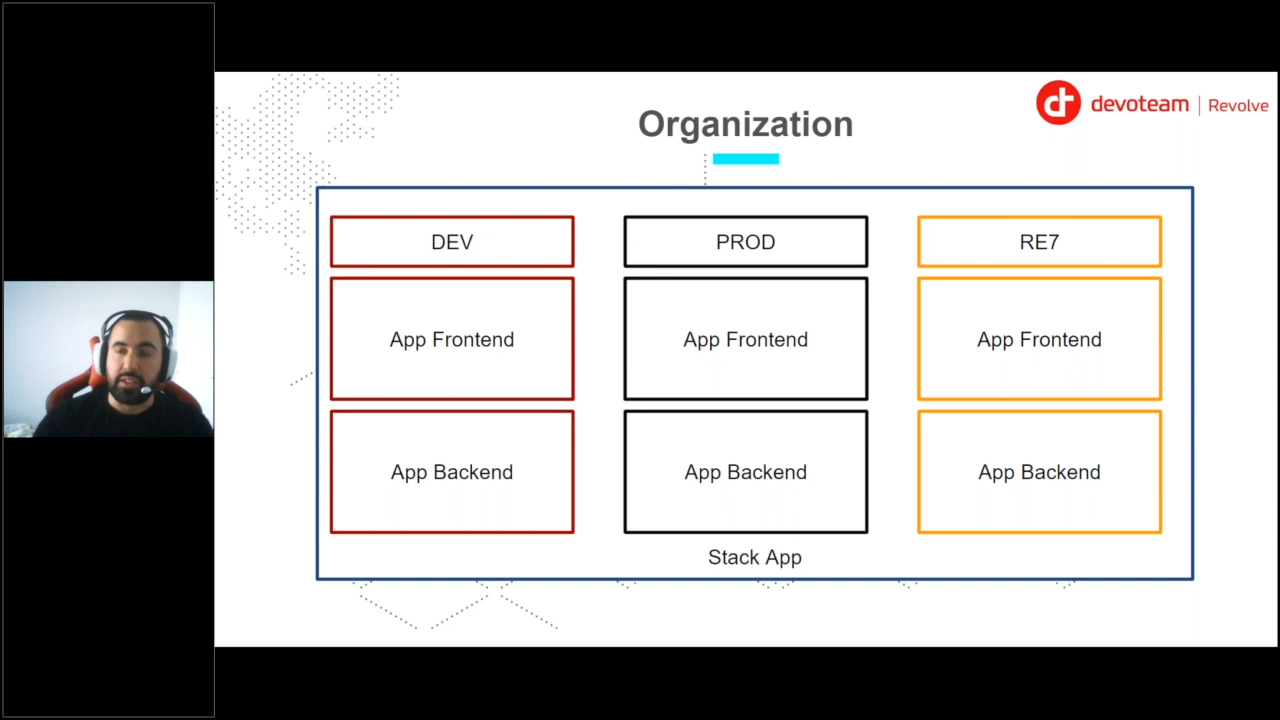 devoteam | Revolve
Organization
DEV
PROD
RE7
App Frontend
App Frontend
App Frontend
App Backend
App Backend
App Backend
Stack App